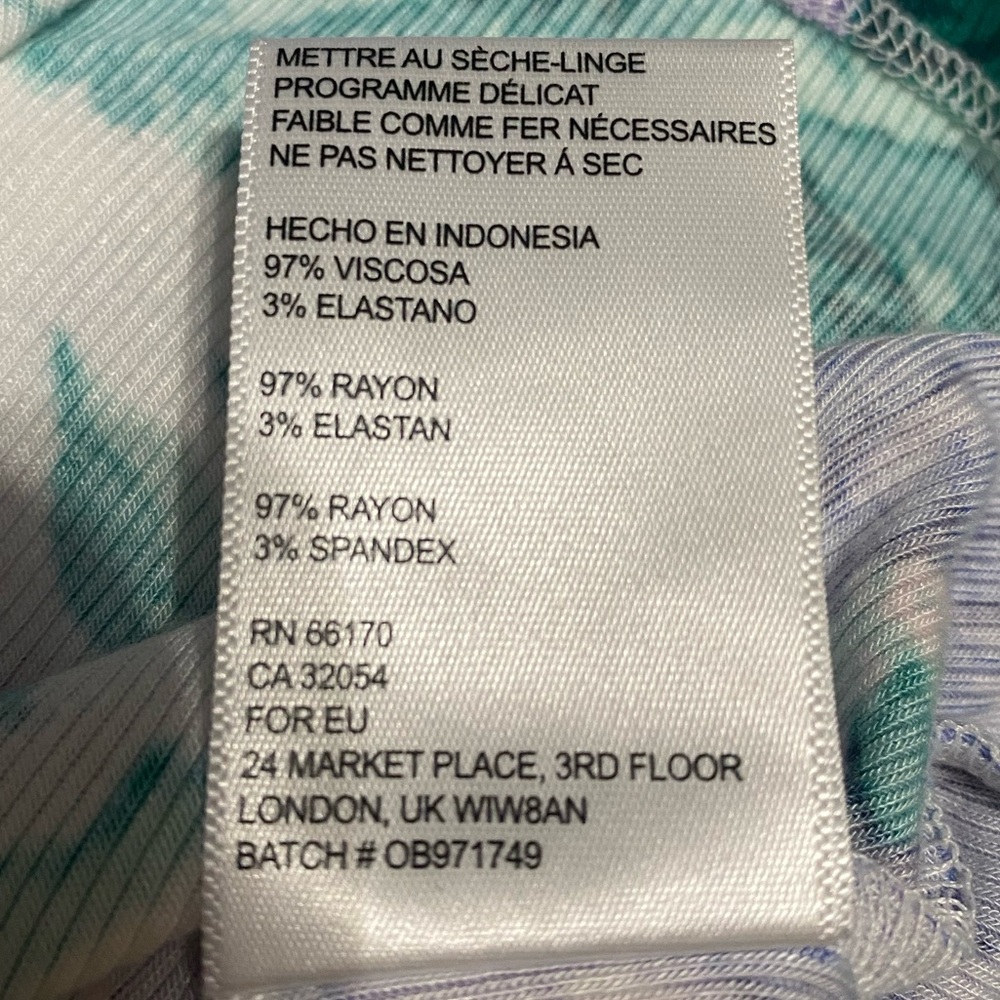 METTRE AU SÈCHE-LINGE
PROGRAMME DÉLICAT
FAIBLE COMME FER NÉCESSAIRES
NE PAS NETTOYER Á SEC
HECHO EN INDONESIA
97% VISCOSA
3% ELASTANO
97% RAYON
3% ELASTAN
97% RAYON
3% SPANDEX
RN 66170
CA 32054
FOR EU
24 MARKET PLACE, 3RD FLOOR
LONDON, UK WIW8AN
BATCH # OB971749